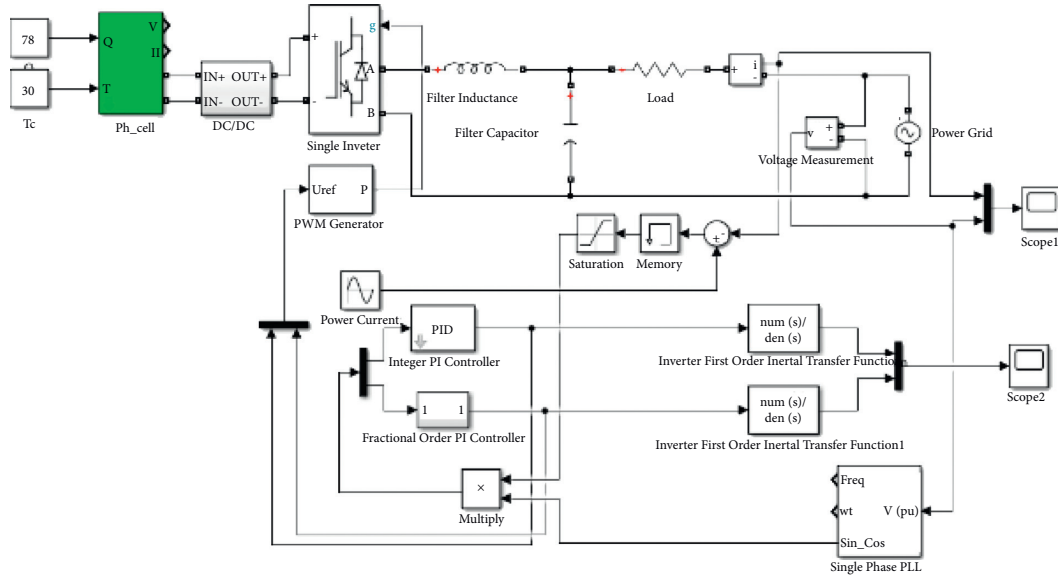 78
30
Tc
Q
T
V
II
Ph_cell
IN+ OUT+
IN- OUT-
DC/DC
+
-
g
A
B
Single Inveter
+
Filter Inductance
+
Filter Capacitor
-
Load
+ i
-
v +
-
Voltage Measurement
Power Grid
Scope1
Uref P
PWM Generator
Saturation
Memory
+ -
Power Current
PID
Integer PI Controller
1 1
Fractional Order PI Controller
num (s)/
den (s)
Inverter First Order Inertal Transfer Function
num (s)/
den (s)
Inverter First Order Inertal Transfer Function1
Scope2
×
Multiply
Freq
wt
V (pu)
Sin_Cos
Single Phase PLL